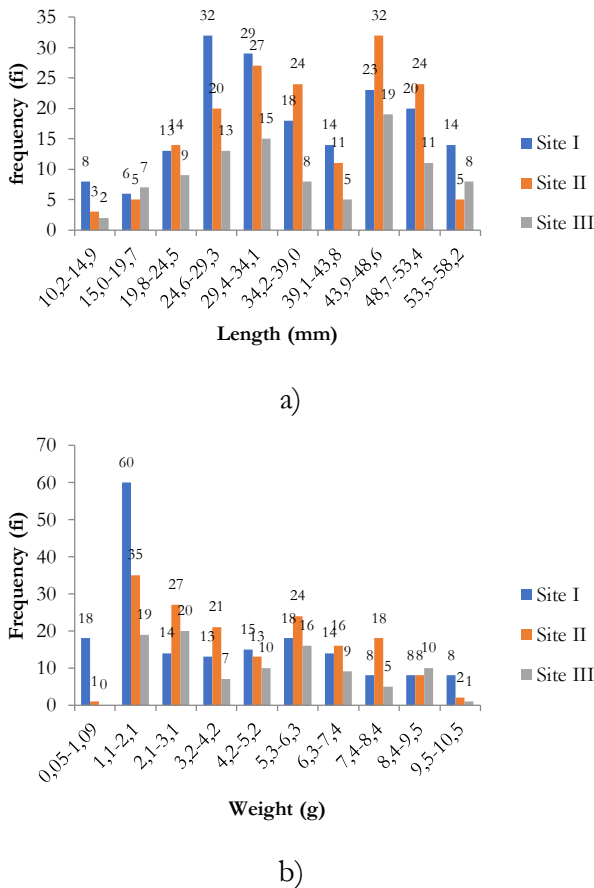 35
30
25
20
15
10
5
0
frequency (fi)
8 3 2
6 5 7
13 14 9
32 20 13
29 27 15
18 24 8
14 11 5
23 32 19
20 24 11
14 5 8
10,2-14,9
15,0-19,7
19,8-24,5
24,6-29,3
29,4-34,1
34,2-39,0
39,1-43,8
43,9-48,6
48,7-53,4
53,5-58,2
Length (mm)
Site I
Site II
Site III
a)
70
60
50
40
30
20
10
0
Frequency (fi)
18 1 0
60 35 19
14 27 20
13 21 7
15 13 10
18 24 16
14 16 9
8 18 5
8 8 10
8 2 1
0,05-1,09
1,1-2,1
2,1-3,1
3,2-4,2
4,2-5,2
5,3-6,3
6,3-7,4
7,4-8,4
8,4-9,5
9,5-10,5
Weight (g)
Site I
Site II
Site III
b)